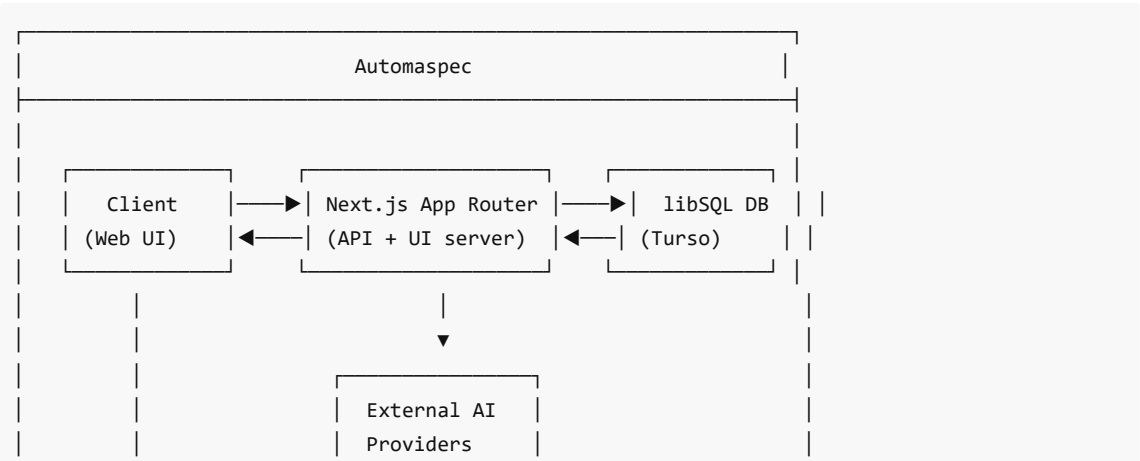 Automaspec
Client Next.js App Router libSQL DB
(Web UI) (API + UI server) (Turso)
External AI
Providers